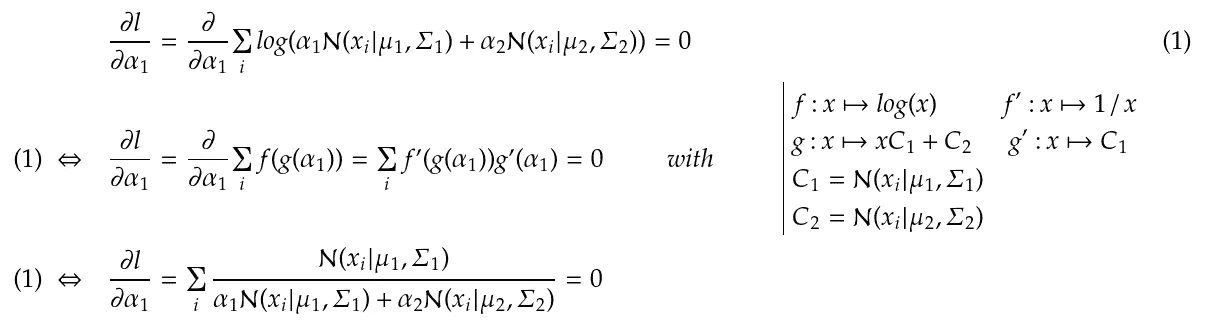 ∂l/∂α₁ = ∂/∂α₁ ∑ᵢ log(α₁N(xᵢ|μ₁, Σ₁) + α₂N(xᵢ|μ₂, Σ₂)) = 0 (1)
f : x ↦ log(x) f′ : x ↦ 1 / x
(1) ⇔ ∂l/∂α₁ = ∂/∂α₁ ∑ᵢ f(g(α₁)) = ∑ᵢ f′(g(α₁))g′(α₁) = 0 with g : x ↦ xC₁ + C₂ g′ : x ↦ C₁
C₁ = N(xᵢ|μ₁, Σ₁)
C₂ = N(xᵢ|μ₂, Σ₂)
(1) ⇔ ∂l/∂α₁ = ∑ᵢ N(xᵢ|μ₁, Σ₁) / α₁N(xᵢ|μ₁, Σ₁) + α₂N(xᵢ|μ₂, Σ₂) = 0